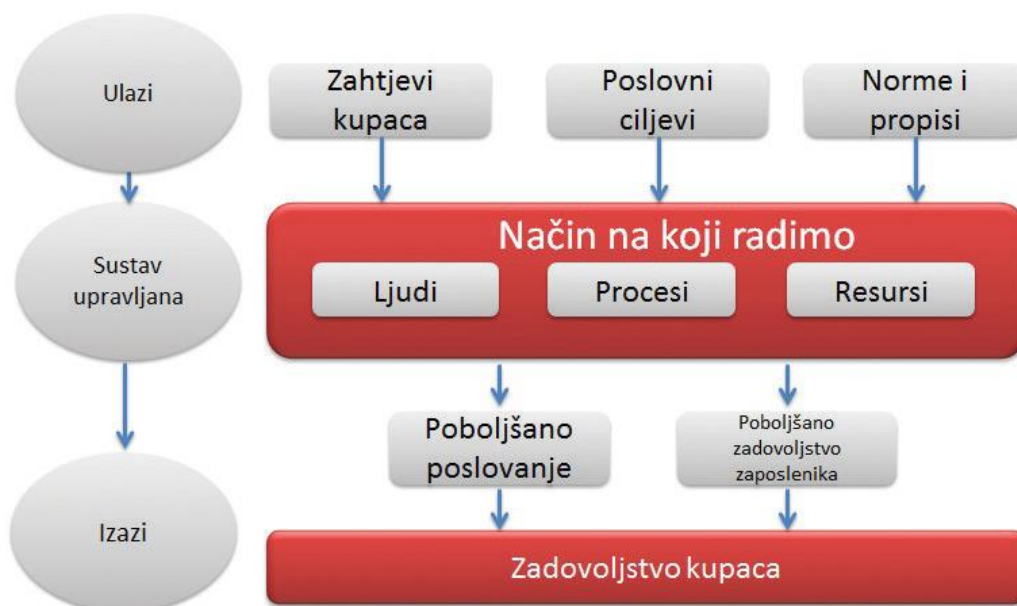 Ulazi
Zahtjevi
kupaca
Poslovni
ciljevi
Norme i
propisi
Sustav
upravljana
Način na koji radimo
Ljudi
Procesi
Resursi
Poboljšano
poslovanje
Poboljšano
zadovoljstvo
zaposlenika
Izazi
Zadovoljstvo kupaca